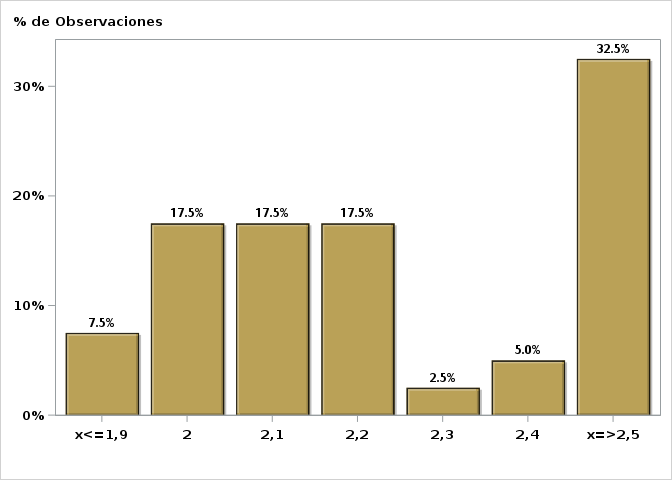 % de Observaciones
32.5%
30%
20%
17.5% 17.5% 17.5%
10%
7.5%
5.0%
2.5%
0%
x<=1,9 2 2,1 2,2 2,3 2,4 x=>2,5